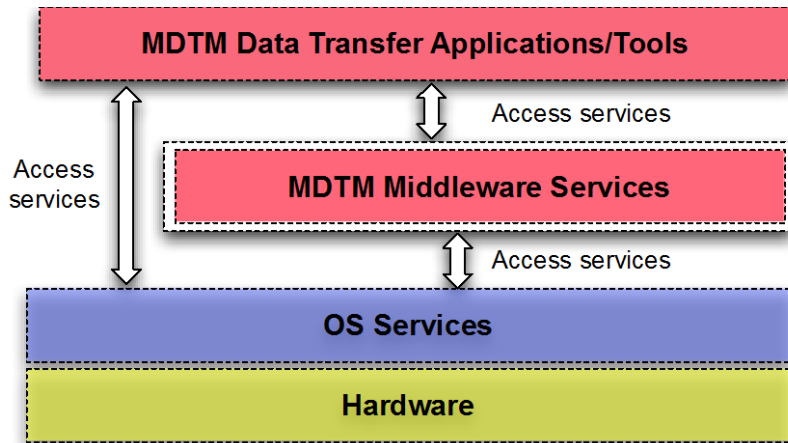 MDTM Data Transfer Applications/Tools
Access services
Access
services
MDTM Middleware Services
Access services
OS Services
Hardware